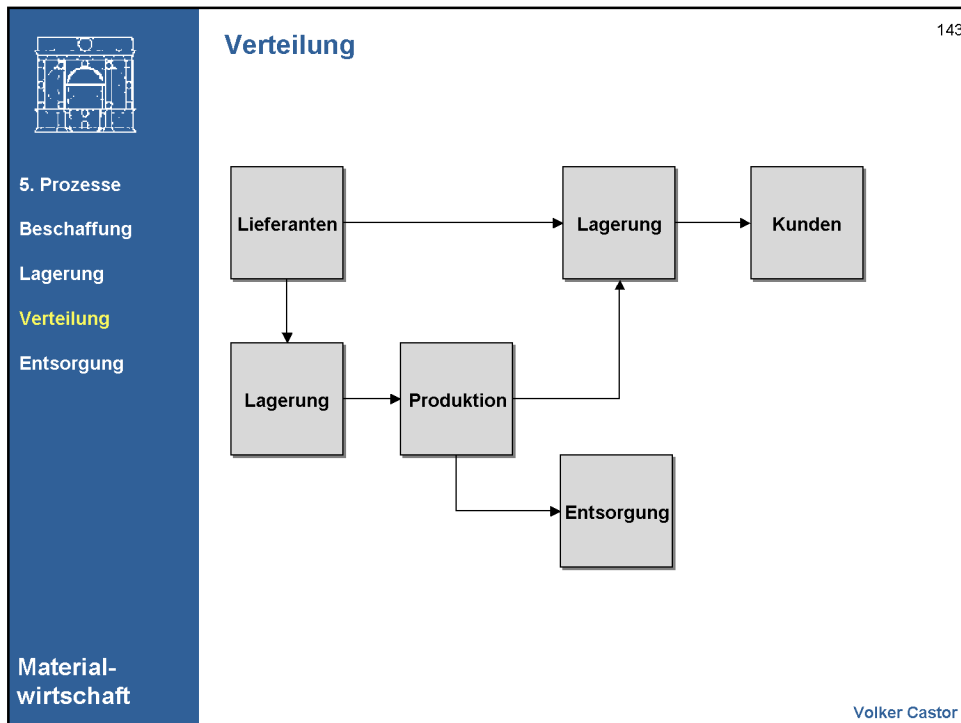 143
Verteilung
5. Prozesse
Beschaffung
Lagerung
Verteilung
Entsorgung
Lieferanten
Lagerung
Kunden
Lagerung
Produktion
Entsorgung
Material-
wirtschaft
Volker Castor